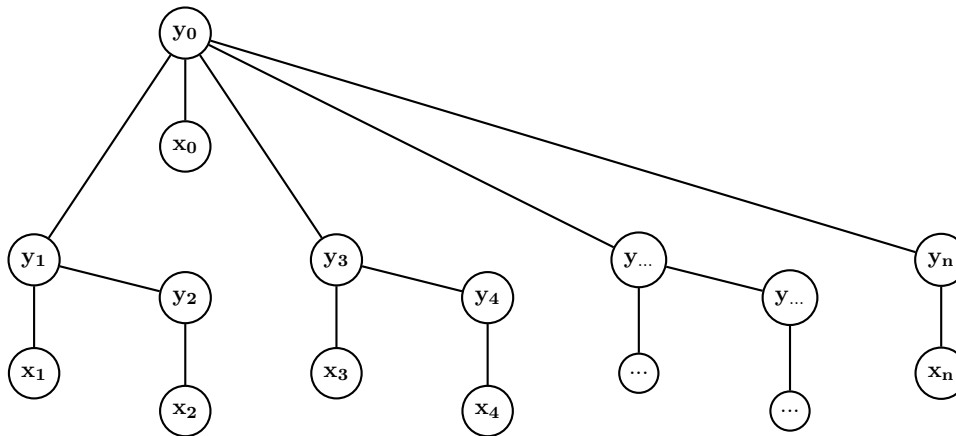 y₀
x₀
y₁ y₃ y... yₙ
y₂ y₄ y...
x₁ x₃ ... xₙ
x₂ x₄ ...